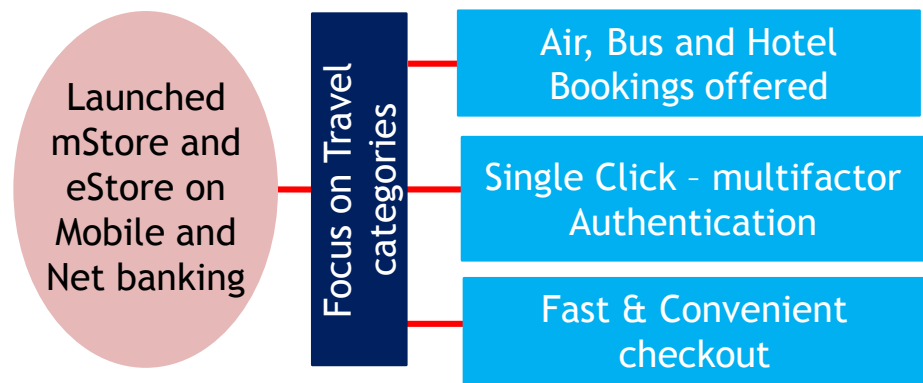 Launched
mStore and
eStore on
Mobile and
Net banking
Focus on Travel
categories
Air, Bus and Hotel
Bookings offered
Single Click – multifactor
Authentication
Fast & Convenient
checkout